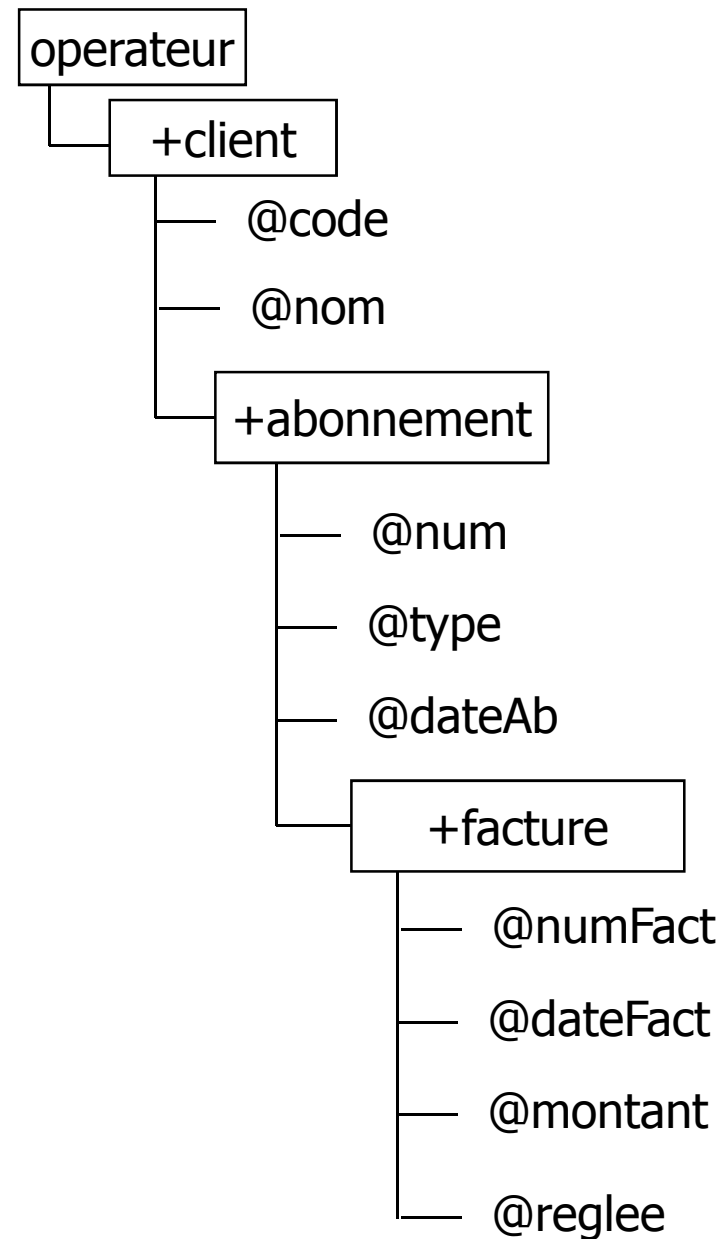 operateur
+client
@code
@nom
+abonnement
@num
@type
@dateAb
+facture
@numFact
@dateFact
@montant
@reglee